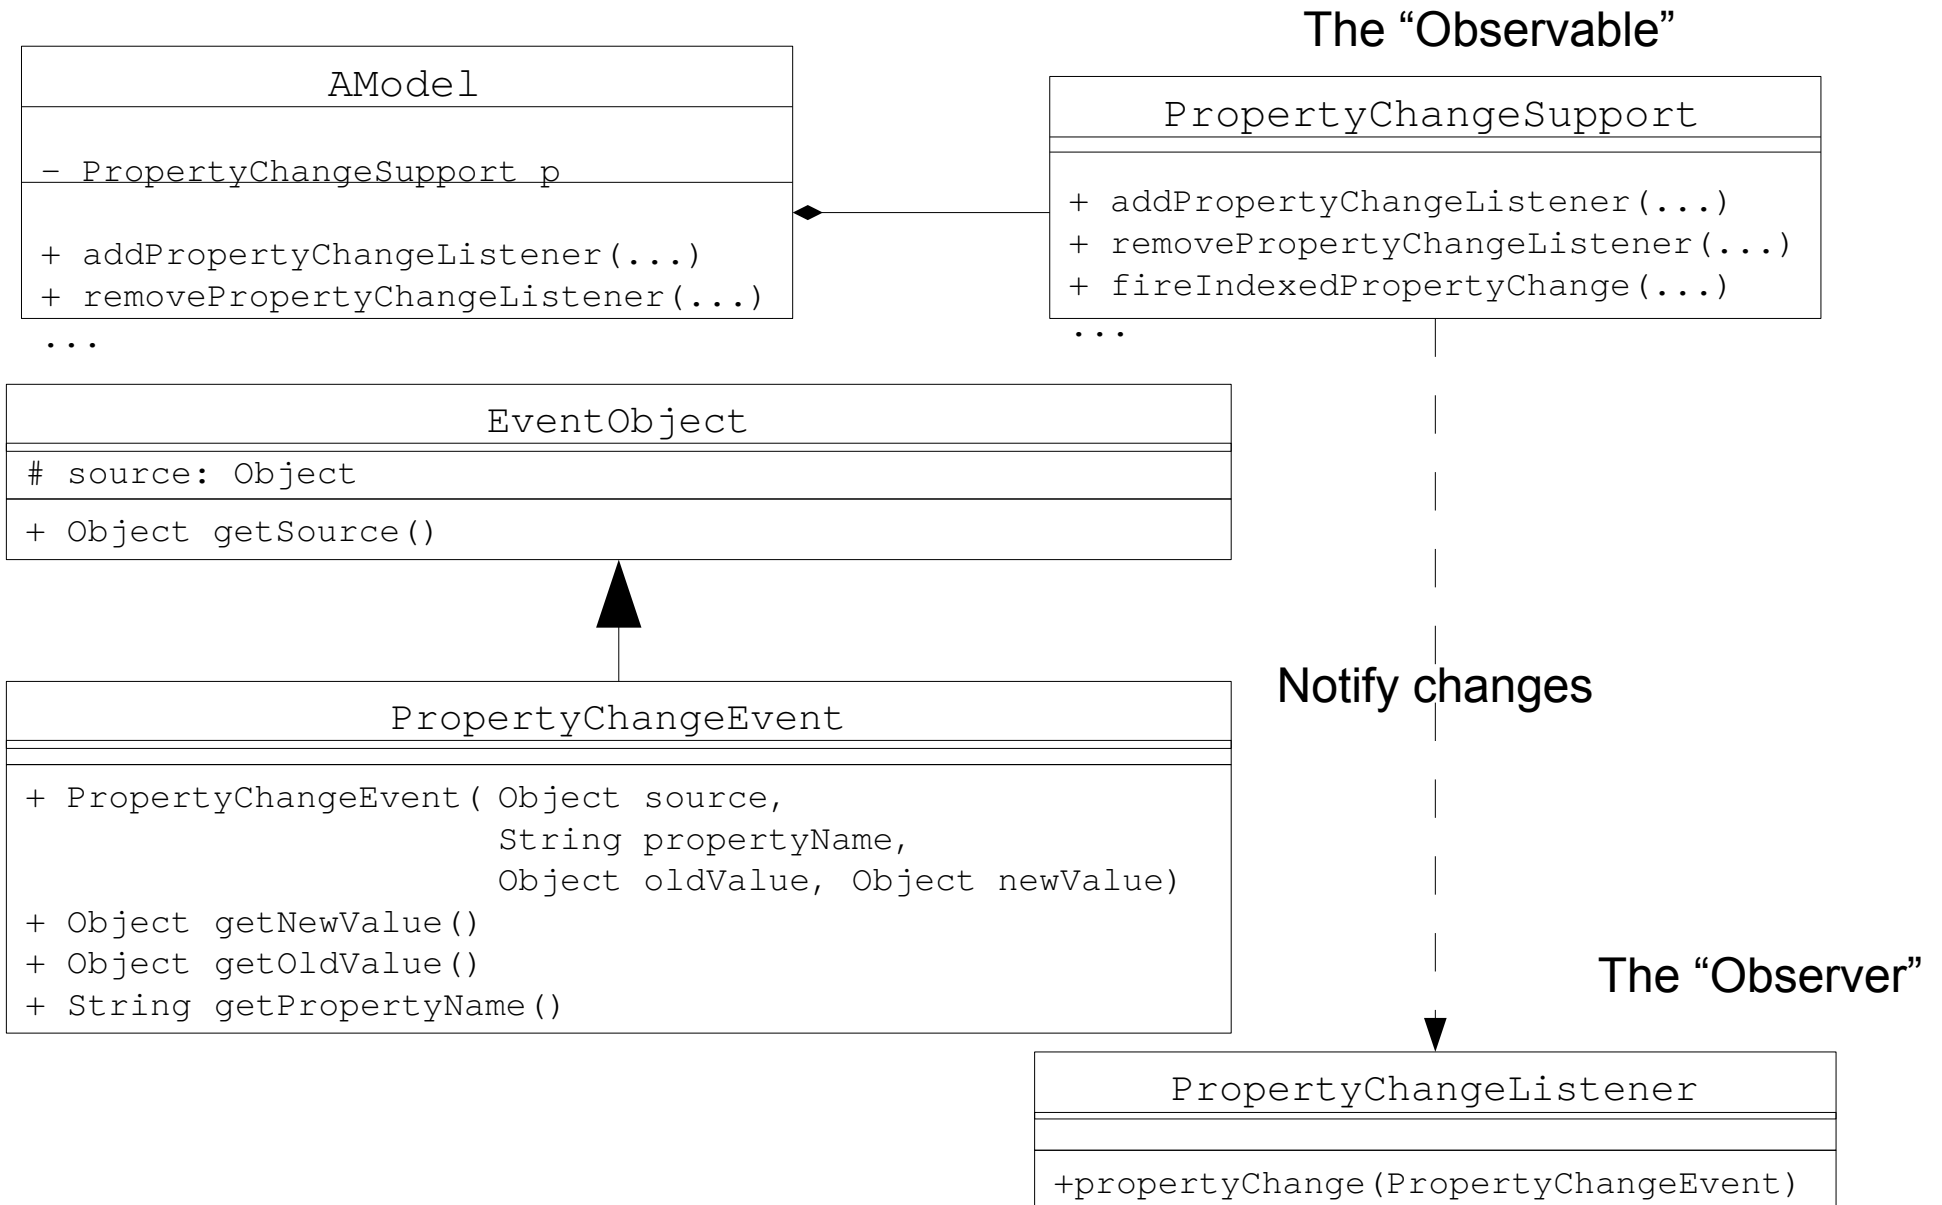 The “Observable”
AModel
- PropertyChangeSupport p
+ addPropertyChangeListener(...)
+ removePropertyChangeListener(...)
...
PropertyChangeSupport
+ addPropertyChangeListener(...)
+ removePropertyChangeListener(...)
+ fireIndexedPropertyChange(...)
...
EventObject
# source: Object
+ Object getSource()
PropertyChangeEvent
+ PropertyChangeEvent( Object source,
String propertyName,
Object oldValue, Object newValue)
+ Object getNewValue()
+ Object getOldValue()
+ String getPropertyName()
Notify changes
The “Observer”
PropertyChangeListener
+propertyChange(PropertyChangeEvent)